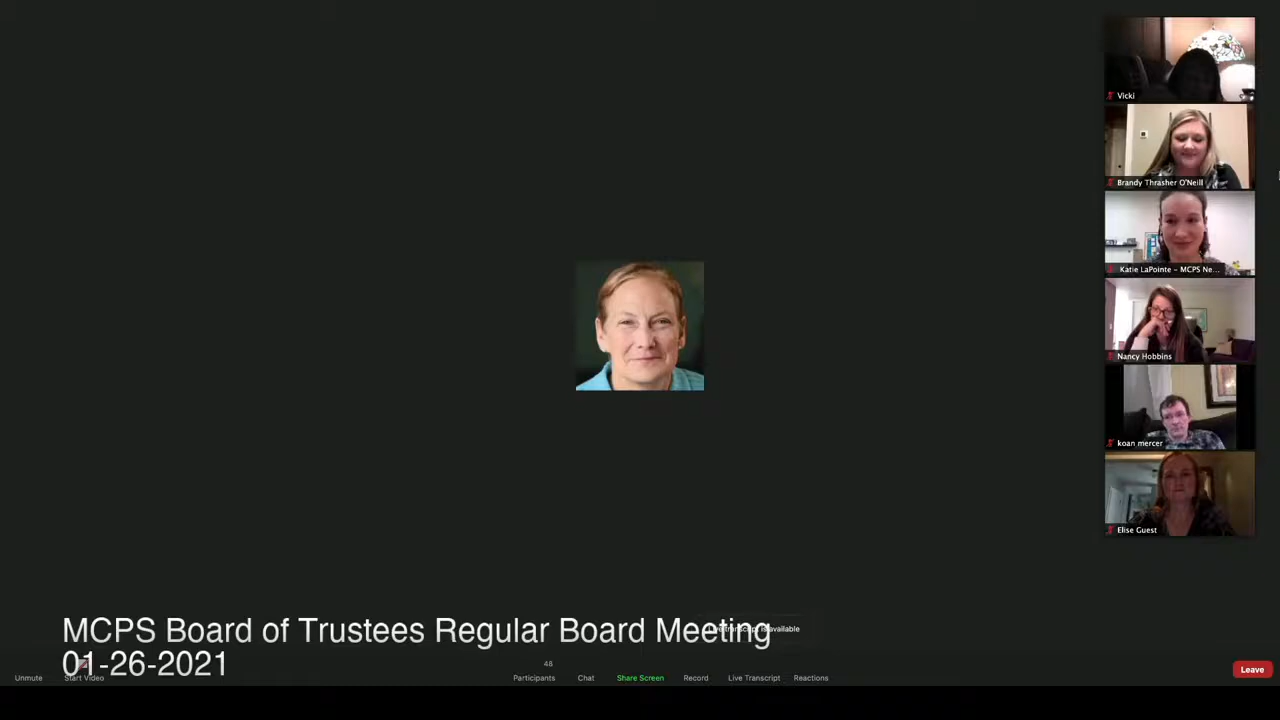 Vicki
Brandy Thrasher O'Neill
Katie LaPointe – MCPS Ne...
Nancy Hobbins
koan mercer
Elise Guest
MCPS Board of Trustees Regular Board Meeting
available
01-26-2021
48
Unmute
Start Video
Participants
Chat
Share Screen
Record
Live Transcript
Reactions
Leave